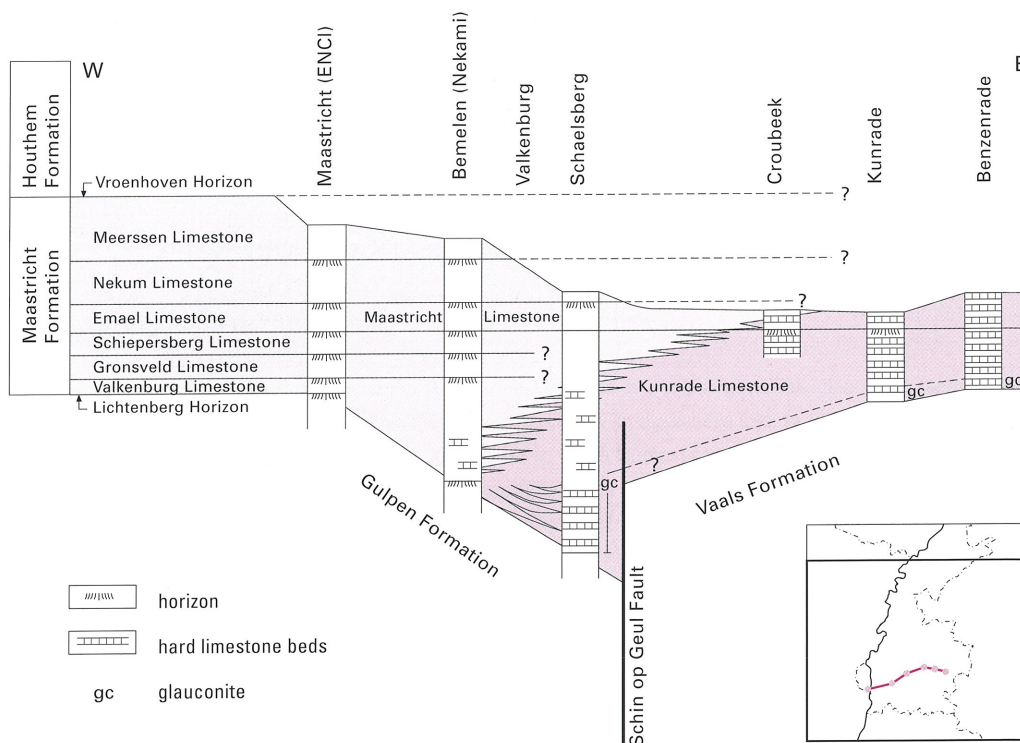 W
E
Houthem
Formation
Maastricht
Formation
Maastricht (ENCI)
Bemelen (Nekami)
Valkenburg
Schaelsberg
Croubeek
Kunrade
Benzenrade
Vroenhoven Horizon
?
Meerssen Limestone
?
Nekum Limestone
?
Emael Limestone
Maastricht Limestone
Schiepersberg Limestone
?
Gronsveld Limestone
?
Valkenburg Limestone
Lichtenberg Horizon
Kunrade Limestone
gc
gc
gc
?
Gulpen Formation
Vaals Formation
Schin op Geul Fault
horizon
hard limestone beds
gc glauconite